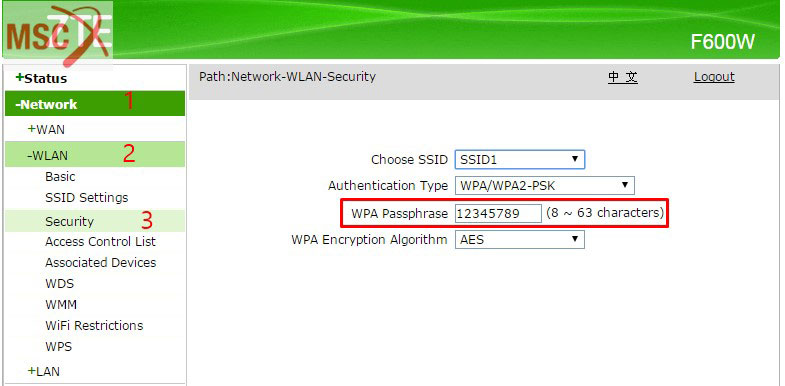 MSC ZTE
F600W
+Status
Path:Network-WLAN-Security 中 文 Logout
-Network 1
+WAN
-WLAN 2
Basic
SSID Settings
Security 3
Access Control List
Associated Devices
WDS
WMM
WiFi Restrictions
WPS
+LAN
Choose SSID SSID1
Authentication Type WPA/WPA2-PSK
WPA Passphrase 12345789 (8 ~ 63 characters)
WPA Encryption Algorithm AES